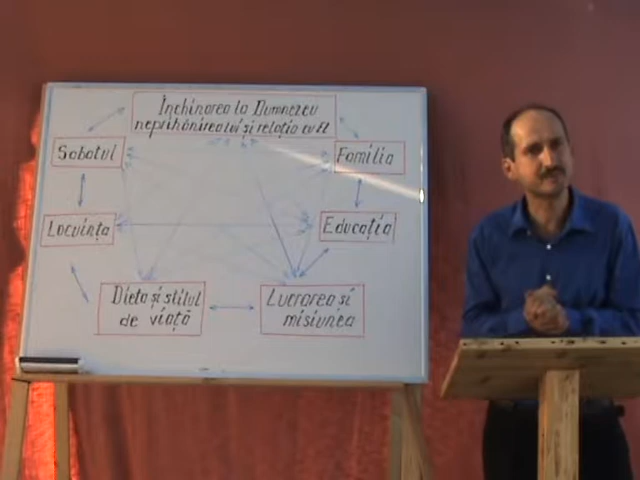 Închinarea la Dumnezeu
neprihănirea lui și relația cu El
Sabatul
Familia
Locuința
Educația
Dieta și stilul
de viață
Lucrarea și
misiunea